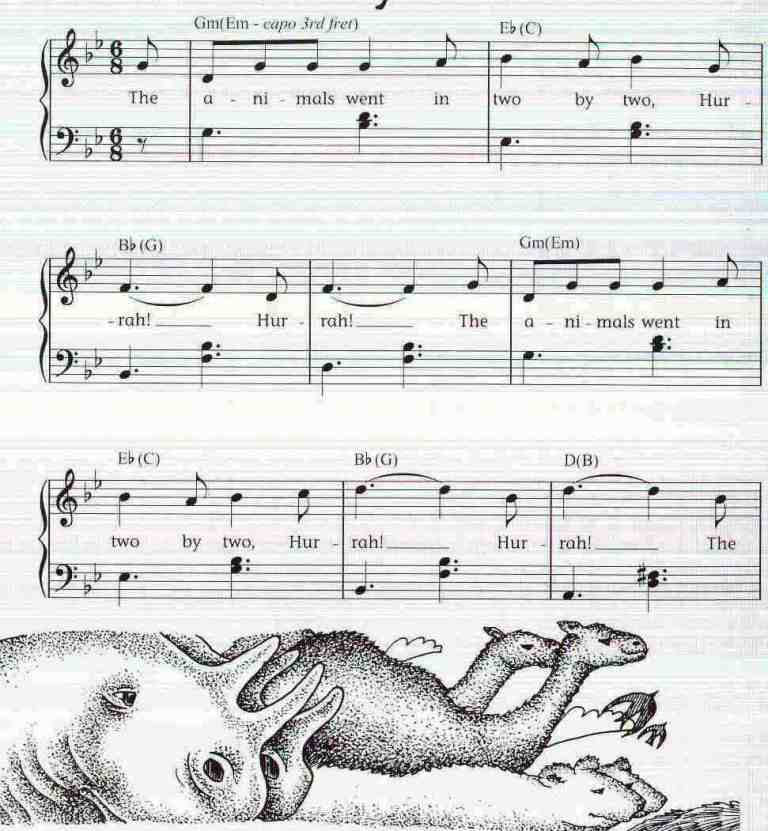 Gm(Em - capo 3rd fret) E♭(C)
The a - ni - mals went in two by two, Hur -
B♭(G) Gm(Em)
- rah! Hur - rah! The a - ni - mals went in
E♭(C) B♭(G) D(B)
two by two, Hur - rah! Hur - rah! The